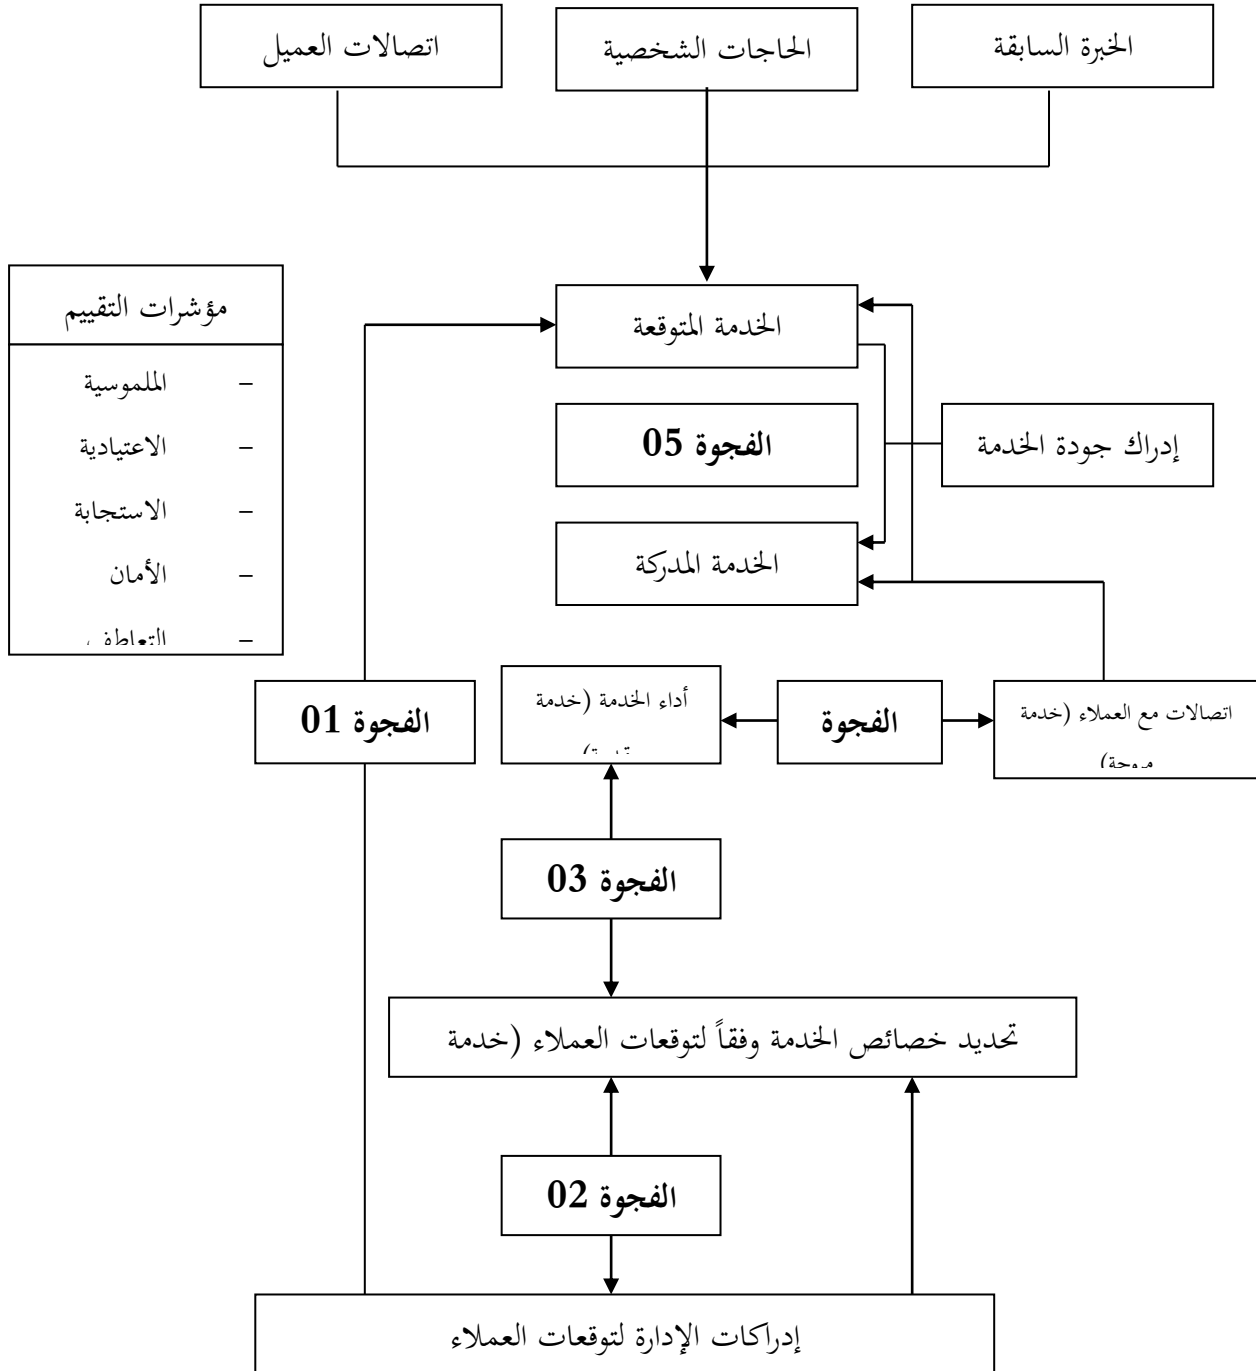 الخبرة السابقة
الحاجات الشخصية
اتصالات العميل
مؤشرات التقييم
– الملموسية
– الاعتيادية
– الاستجابة
– الأمان
– التعاطف
الخدمة المتوقعة
الفجوة 05
إدراك جودة الخدمة
الخدمة المدركة
اتصالات مع العملاء (خدمة
مروجة)
الفجوة
أداء الخدمة (خدمة
الفجوة 01
الفجوة 03
تحديد خصائص الخدمة وفقاً لتوقعات العملاء (خدمة
الفجوة 02
إدراكات الإدارة لتوقعات العملاء